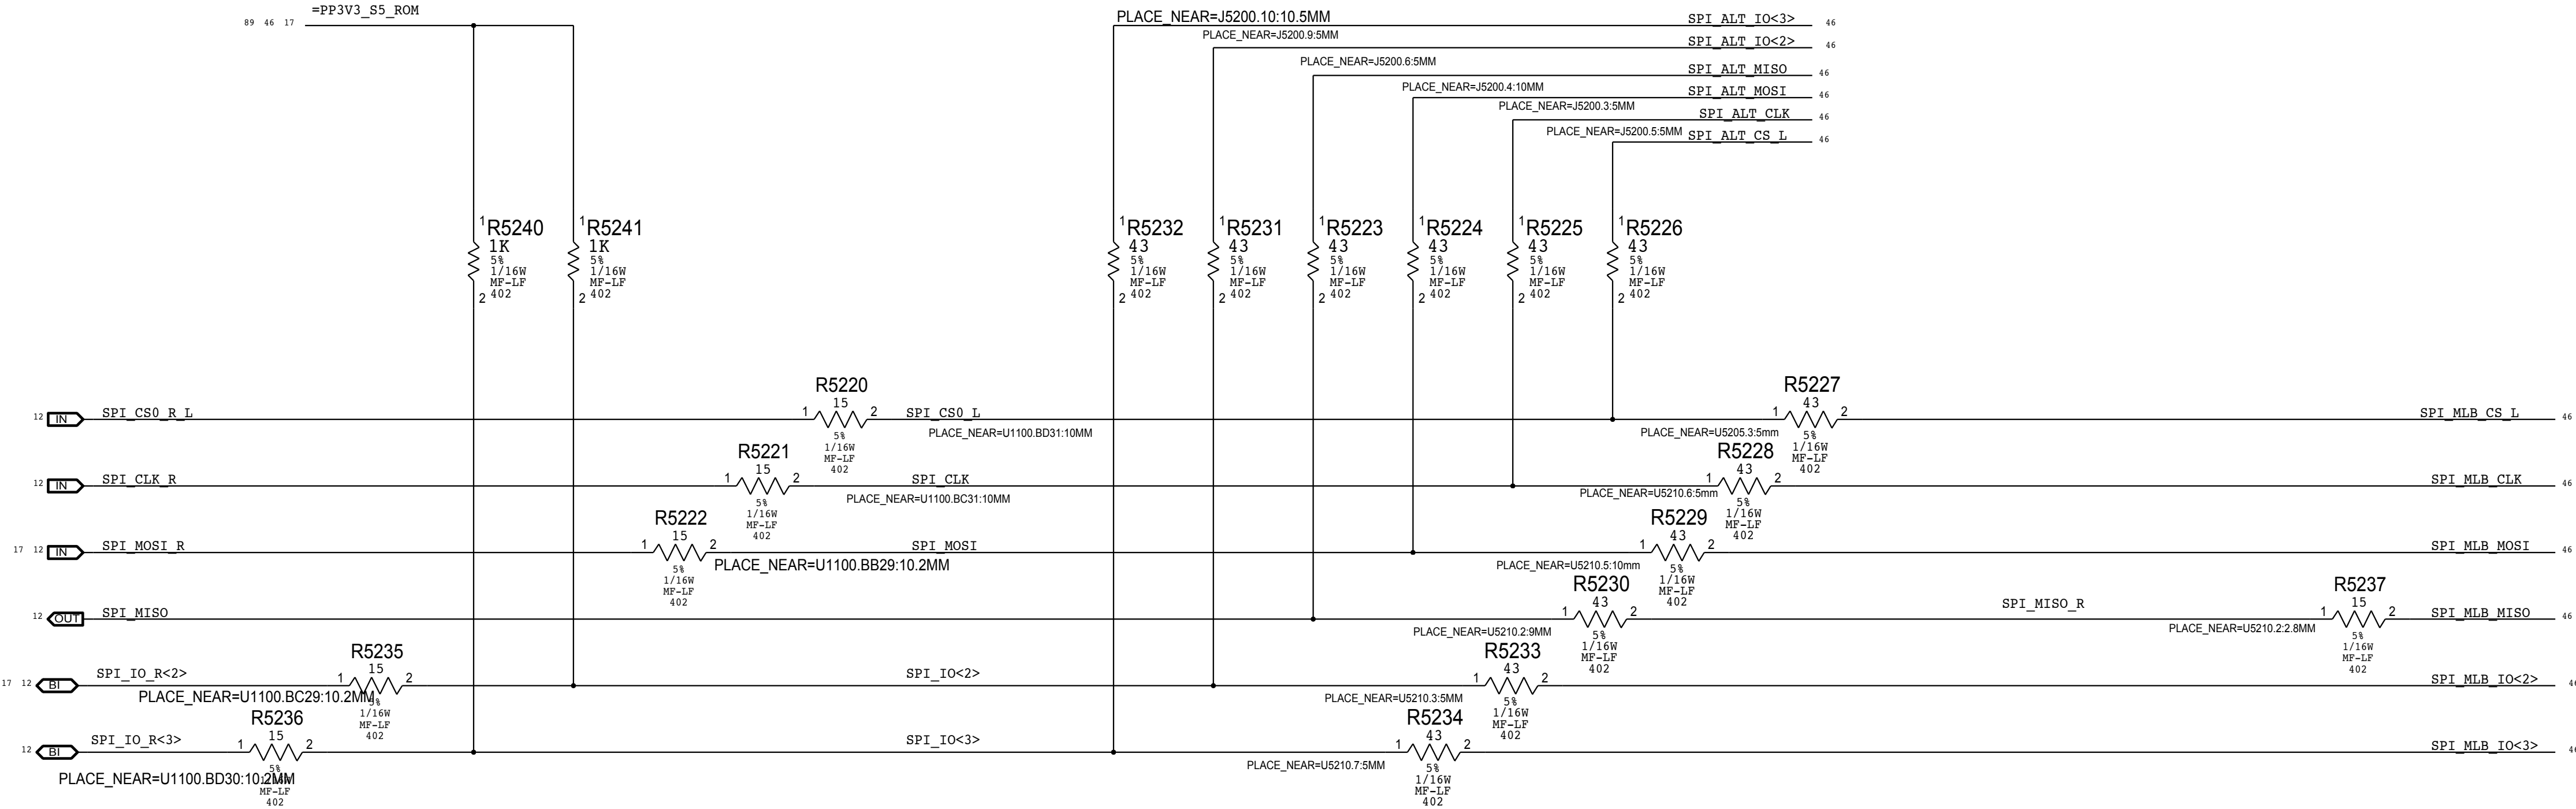 =PP3V3_S5_ROM
89 46 17
PLACE_NEAR=J5200.10:10.5MM
SPI_ALT_IO<3>
46
PLACE_NEAR=J5200.9:5MM
SPI_ALT_IO<2>
46
PLACE_NEAR=J5200.6:5MM
SPI_ALT_MISO
46
PLACE_NEAR=J5200.4:10MM
SPI_ALT_MOSI
46
PLACE_NEAR=J5200.3:5MM
SPI_ALT_CLK
46
PLACE_NEAR=J5200.5:5MM
SPI_ALT_CS_L
46
1
R5240
1K
5%
1/16W
MF-LF
402
2
1
R5241
1K
5%
1/16W
MF-LF
402
2
1
R5232
43
5%
1/16W
MF-LF
402
2
1
R5231
43
5%
1/16W
MF-LF
402
2
1
R5223
43
5%
1/16W
MF-LF
402
2
1
R5224
43
5%
1/16W
MF-LF
402
2
1
R5225
43
5%
1/16W
MF-LF
402
2
1
R5226
43
5%
1/16W
MF-LF
402
2
12
IN
SPI_CS0_R_L
R5220
15
1
2
5%
1/16W
MF-LF
402
SPI_CS0_L
PLACE_NEAR=U1100.BD31:10MM
R5227
43
1
2
5%
1/16W
MF-LF
402
PLACE_NEAR=U5205.3:5mm
SPI_MLB_CS_L
46
12
IN
SPI_CLK_R
R5221
15
1
2
5%
1/16W
MF-LF
402
SPI_CLK
PLACE_NEAR=U1100.BC31:10MM
R5228
43
1
2
5%
1/16W
MF-LF
402
PLACE_NEAR=U5210.6:5mm
SPI_MLB_CLK
46
17 12
IN
SPI_MOSI_R
R5222
15
1
2
5%
1/16W
MF-LF
402
SPI_MOSI
PLACE_NEAR=U1100.BB29:10.2MM
R5229
43
1
2
5%
1/16W
MF-LF
402
PLACE_NEAR=U5210.5:10mm
SPI_MLB_MOSI
46
12
OUT
SPI_MISO
R5230
43
1
2
5%
1/16W
MF-LF
402
PLACE_NEAR=U5210.2:9MM
SPI_MISO_R
R5237
15
1
2
5%
1/16W
MF-LF
402
PLACE_NEAR=U5210.2:2.8MM
SPI_MLB_MISO
46
17 12
BI
SPI_IO_R<2>
R5235
15
1
2
5%
1/16W
MF-LF
402
PLACE_NEAR=U1100.BC29:10.2MM
SPI_IO<2>
R5233
43
1
2
5%
1/16W
MF-LF
402
PLACE_NEAR=U5210.3:5MM
SPI_MLB_IO<2>
46
12
BI
SPI_IO_R<3>
R5236
15
1
2
5%
MF-LF
402
PLACE_NEAR=U1100.BD30:10.2MM
SPI_IO<3>
R5234
43
1
2
5%
1/16W
MF-LF
402
PLACE_NEAR=U5210.7:5MM
SPI_MLB_IO<3>
46